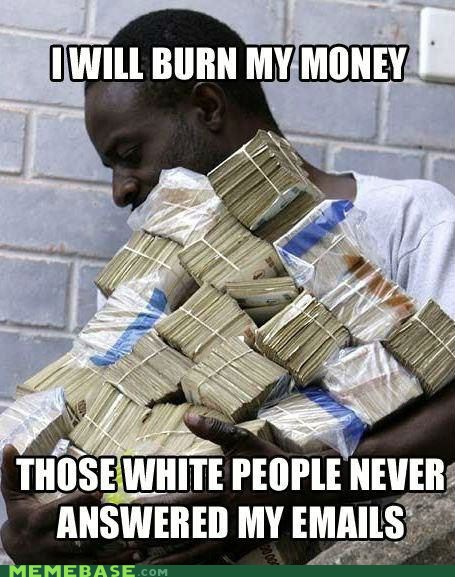 I WILL BURN MY MONEY
THOSE WHITE PEOPLE NEVER
ANSWERED MY EMAILS
MEMEBASE.COM